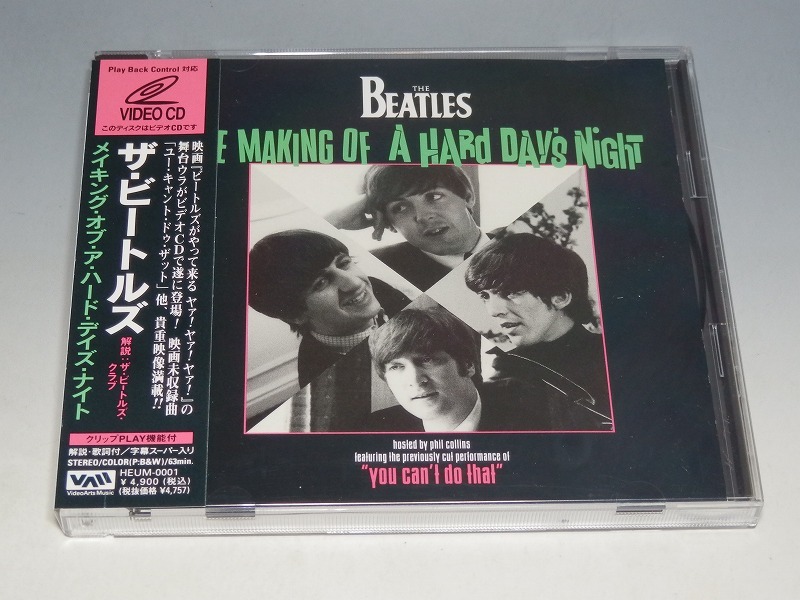 Play Back Control 対応
VIDEO CD
このディスクはビデオCDです
映画『ビートルズがやって来る ヤァ!ヤァ!ヤァ!』の
舞台ウラがビデオCDで遂に登場! 映画未収録曲
「ユー・キャント・ドゥ・ザット」他、貴重映像満載!!
ザ・ビートルズ
解説:ザ・ビートルズ・
クラブ
メイキング・オブ・ア・ハード・デイズ・ナイト
クリップPLAY機能付
解説・歌詞付/字幕スーパー入り
STEREO/COLOR(P:B&W)/63min.
HEUM-0001
¥4,900(税込)
(税抜価格 ¥4,757)
VAM
VideoArts Music
THE
BEATLES
E MAKING OF A HARD DAY'S NIGHT
hosted by phil collins
featuring the previously cut performance of
"you can't do that"